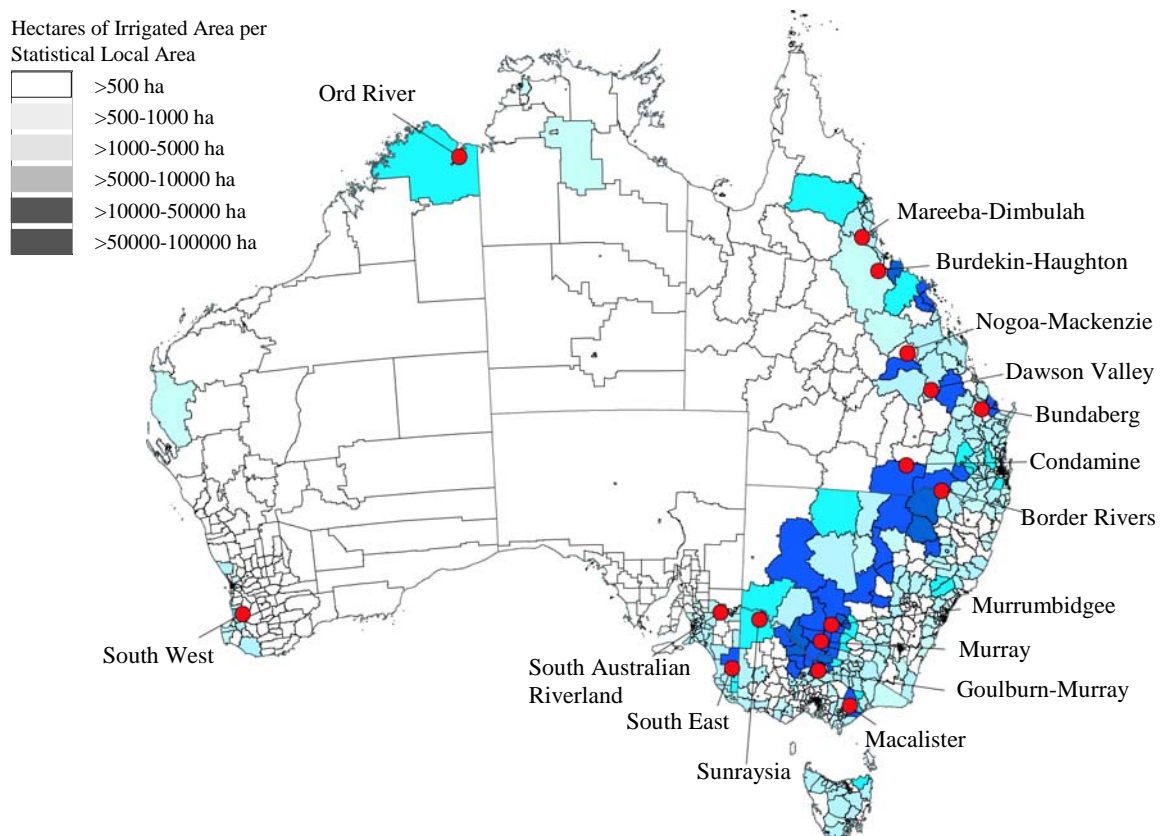 Hectares of Irrigated Area per
Statistical Local Area
>500 ha
>500-1000 ha
>1000-5000 ha
>5000-10000 ha
>10000-50000 ha
>50000-100000 ha
Ord River
Mareeba-Dimbulah
Burdekin-Haughton
Nogoa-Mackenzie
Dawson Valley
Bundaberg
Condamine
Border Rivers
Murrumbidgee
Murray
Goulburn-Murray
Macalister
South West
South Australian
Riverland
South East
Sunraysia